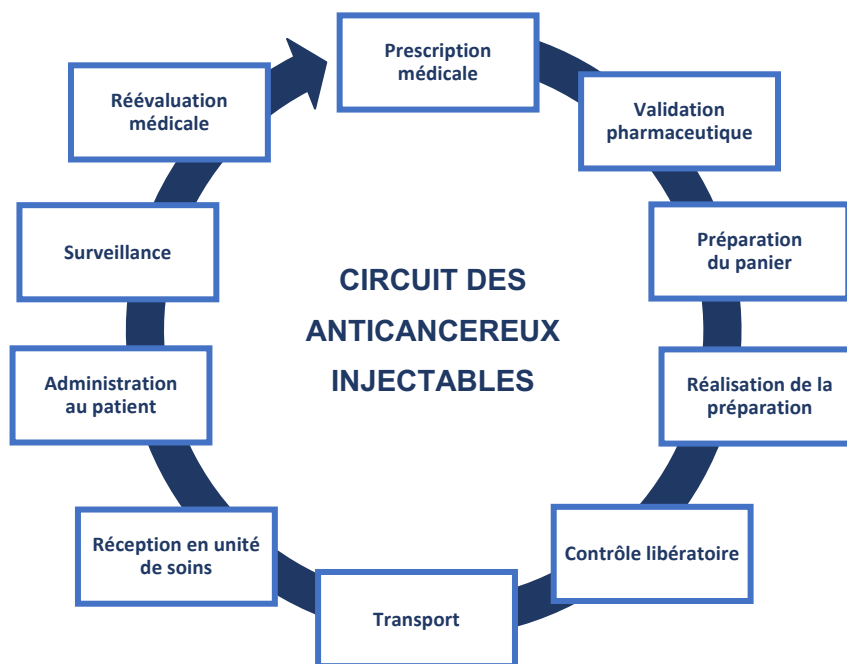 Prescription
médicale
Validation
pharmaceutique
Préparation
du panier
Réalisation de la
préparation
Contrôle libératoire
Transport
Réception en unité
de soins
Administration
au patient
Surveillance
Réévaluation
médicale
CIRCUIT DES
ANTICANCEREUX
INJECTABLES